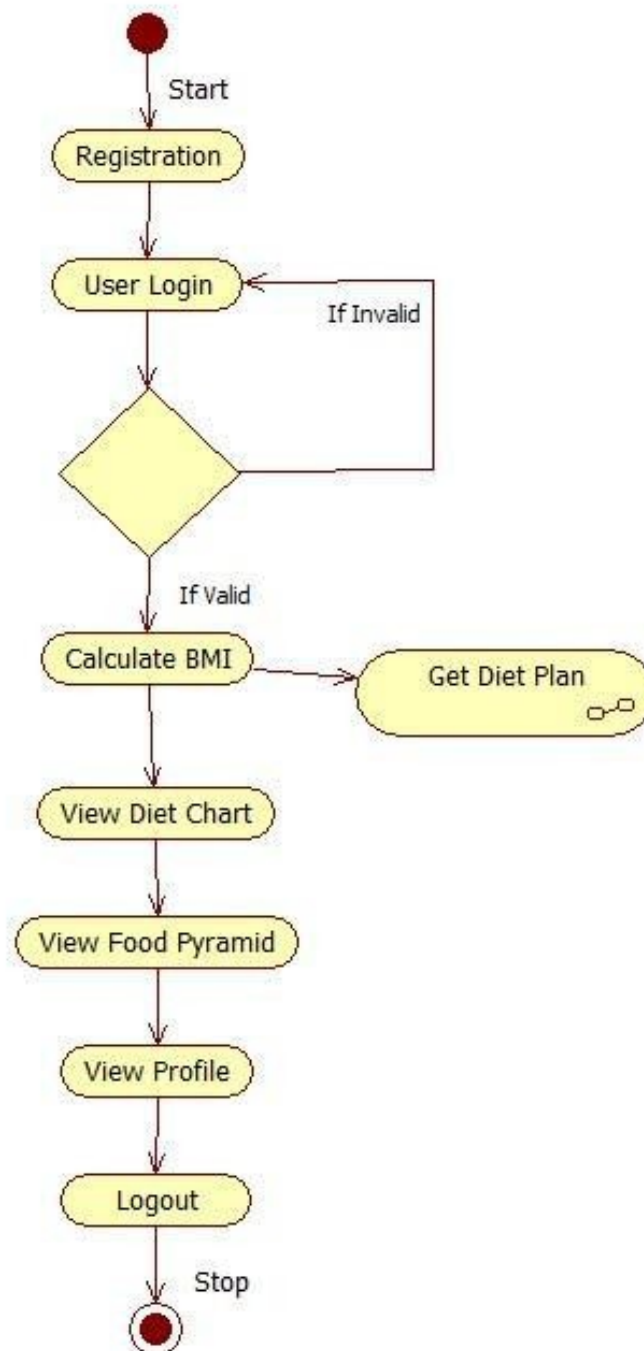 Start
Registration
User Login
If Invalid
If Valid
Calculate BMI
Get Diet Plan
View Diet Chart
View Food Pyramid
View Profile
Logout
Stop